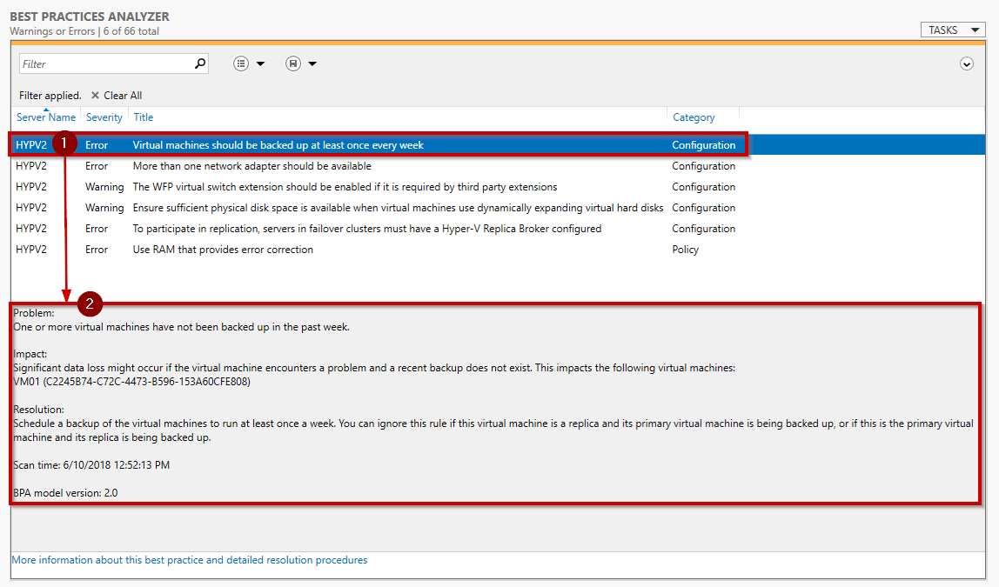 BEST PRACTICES ANALYZER
Warnings or Errors | 6 of 66 total
TASKS
Filter
Filter applied. Clear All
Server Name Severity Title Category
HYPV2 1 Error Virtual machines should be backed up at least once every week Configuration
HYPV2 Error More than one network adapter should be available Configuration
HYPV2 Warning The WFP virtual switch extension should be enabled if it is required by third party extensions Configuration
HYPV2 Warning Ensure sufficient physical disk space is available when virtual machines use dynamically expanding virtual hard disks Configuration
HYPV2 Error To participate in replication, servers in failover clusters must have a Hyper-V Replica Broker configured Configuration
HYPV2 Error Use RAM that provides error correction Policy
2
Problem:
One or more virtual machines have not been backed up in the past week.
Impact:
Significant data loss might occur if the virtual machine encounters a problem and a recent backup does not exist. This impacts the following virtual machines:
VM01 (C2245B74-C72C-4473-B596-153A60CFE808)
Resolution:
Schedule a backup of the virtual machines to run at least once a week. You can ignore this rule if this virtual machine is a replica and its primary virtual machine is being backed up, or if this is the primary virtual
machine and its replica is being backed up.
Scan time: 6/10/2018 12:52:13 PM
BPA model version: 2.0
More information about this best practice and detailed resolution procedures